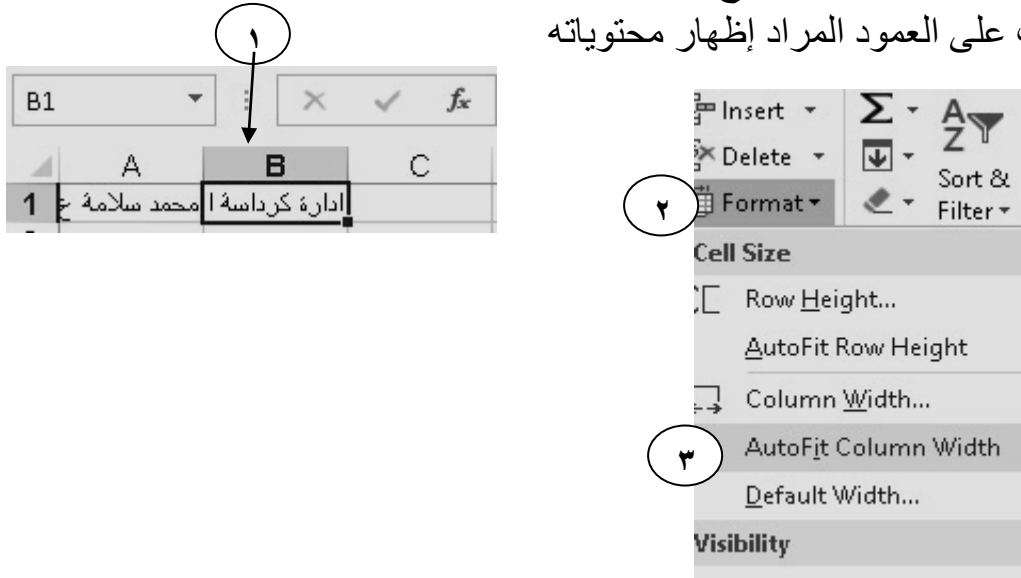 على العمود المراد إظهار محتوياته
١
B1
fx
A B C
1 محمد سلامة ع ادارة كرداسة ا
Insert
Delete
٢ Format
Σ
A
Z
Sort &
Filter
Cell Size
Row Height...
AutoFit Row Height
Column Width...
٣ AutoFit Column Width
Default Width...
Visibility